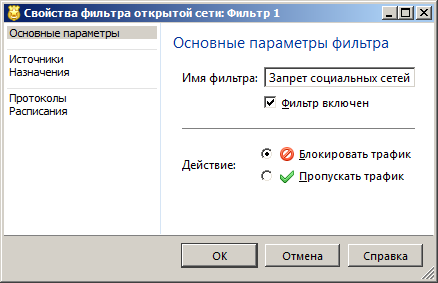 Свойства фильтра открытой сети: Фильтр 1
Основные параметры
Источники
Назначения
Протоколы
Расписания
Основные параметры фильтра
Имя фильтра: Запрет социальных сетей
Фильтр включен
Действие:
Блокировать трафик
Пропускать трафик
OK Отмена Справка